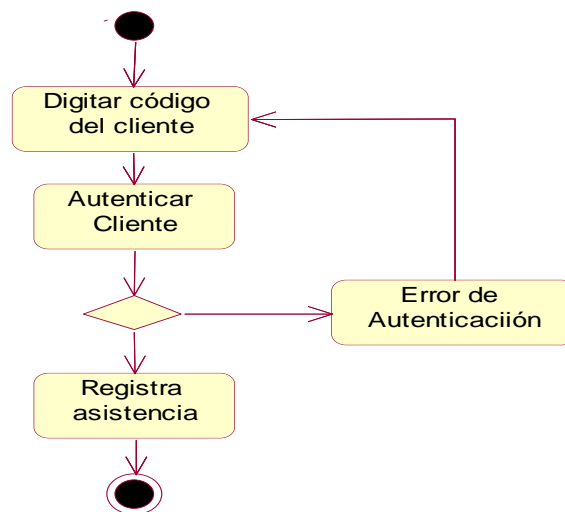 Digitar código
del cliente
Autenticar
Cliente
Error de
Autenticaciión
Registra
asistencia